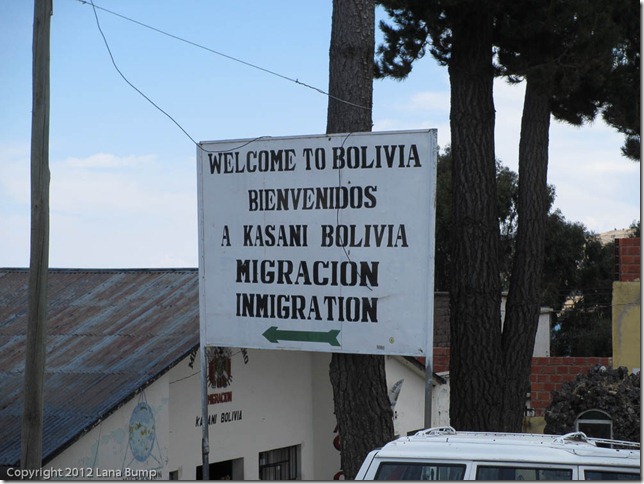 WELCOME TO BOLIVIA
BIENVENIDOS
A KASANI BOLIVIA
MIGRACION
INMIGRATION
MIGRACION
KASANI BOLIVIA
Copyright 2012 Lana Bump